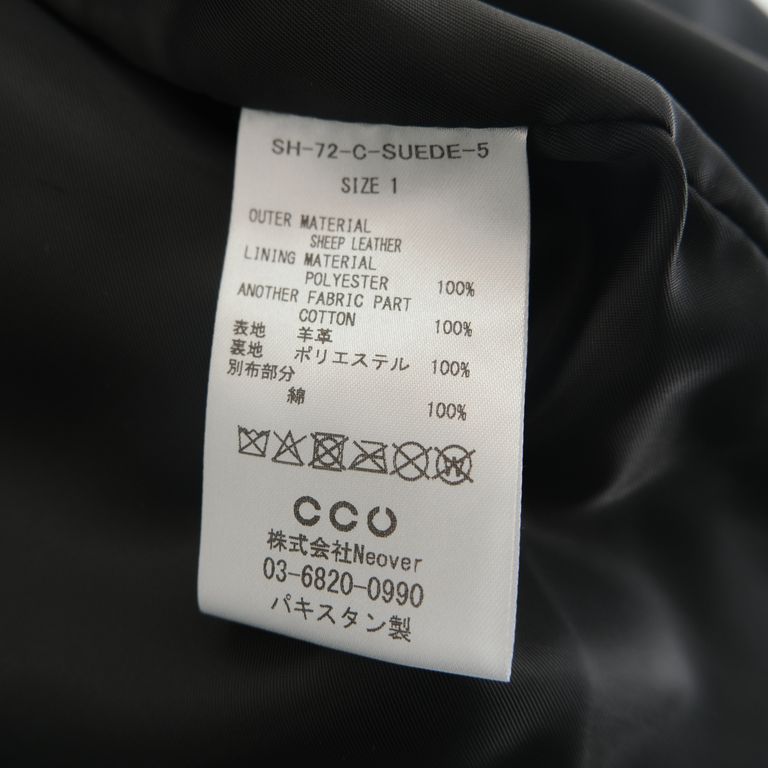 SH-72-C-SUEDE-5
SIZE 1
OUTER MATERIAL
SHEEP LEATHER
LINING MATERIAL
POLYESTER 100%
ANOTHER FABRIC PART
COTTON 100%
表地 羊革
裏地 ポリエステル 100%
別布部分
綿 100%
W
CCU
株式会社Neover
03-6820-0990
パキスタン製